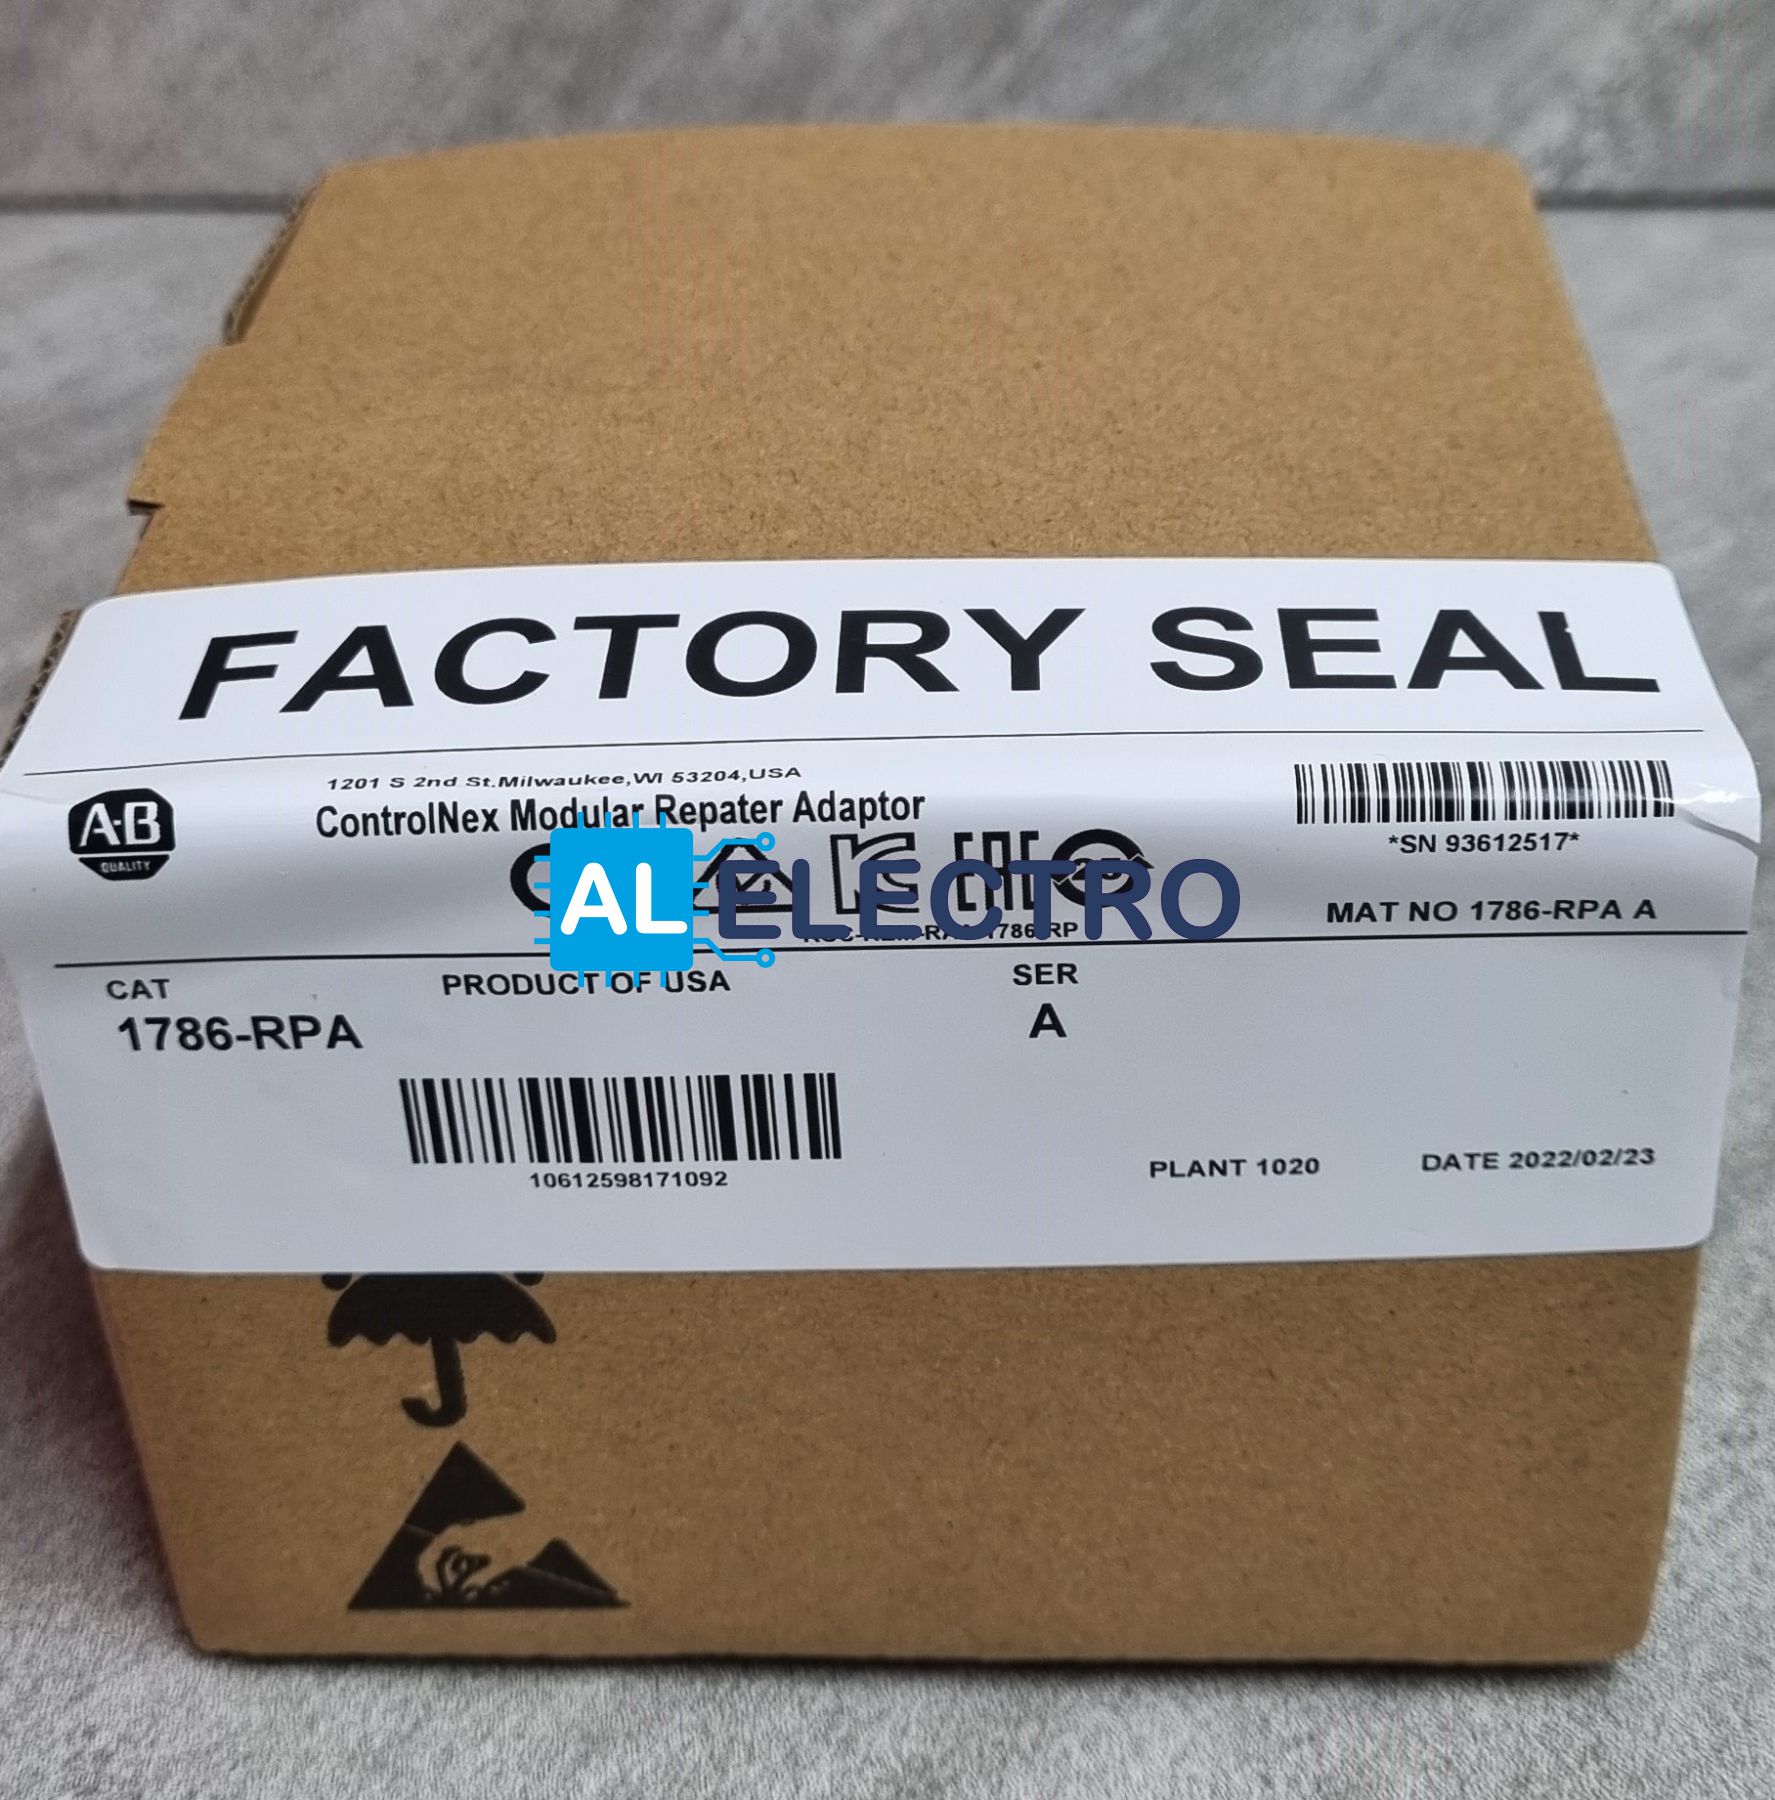 FACTORY SEAL
1201 S 2nd St.Milwaukee,WI 53204,USA
A-B
QUALITY
ControlNex Modular Repater Adaptor
*SN 93612517*
25
AL ELECTRO
MAT NO 1786-RPA A
CAT
PRODUCT OF USA
SER
1786-RPA
A
10612598171092
PLANT 1020
DATE 2022/02/23